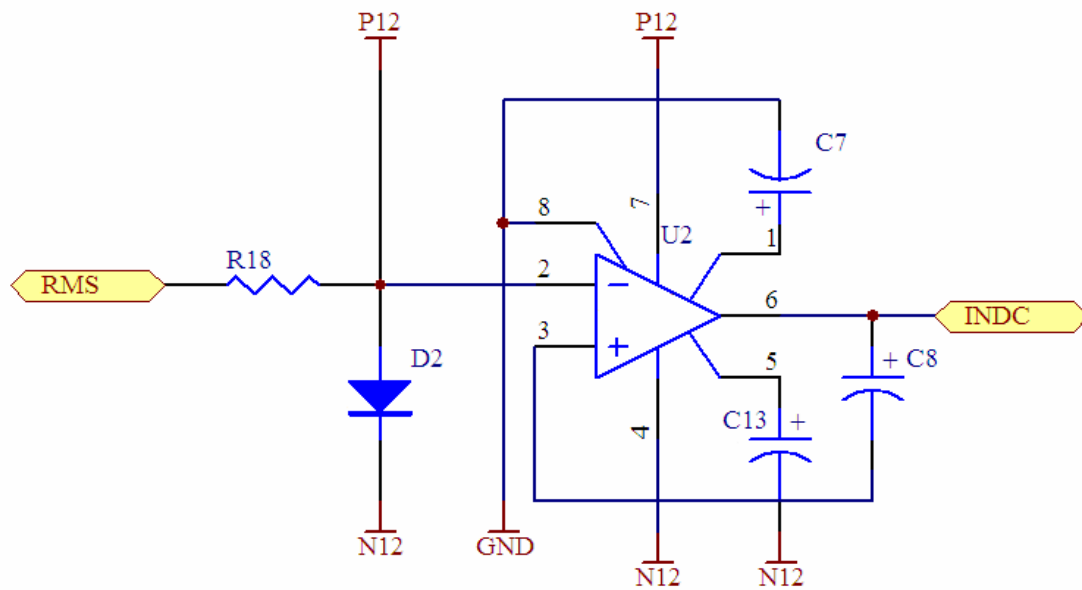 P12
P12
C7
+
7
8
U2
1
R18
RMS
2
−
6
INDC
3
+
D2
5
+
C8
C13
+
4
N12
GND
N12
N12